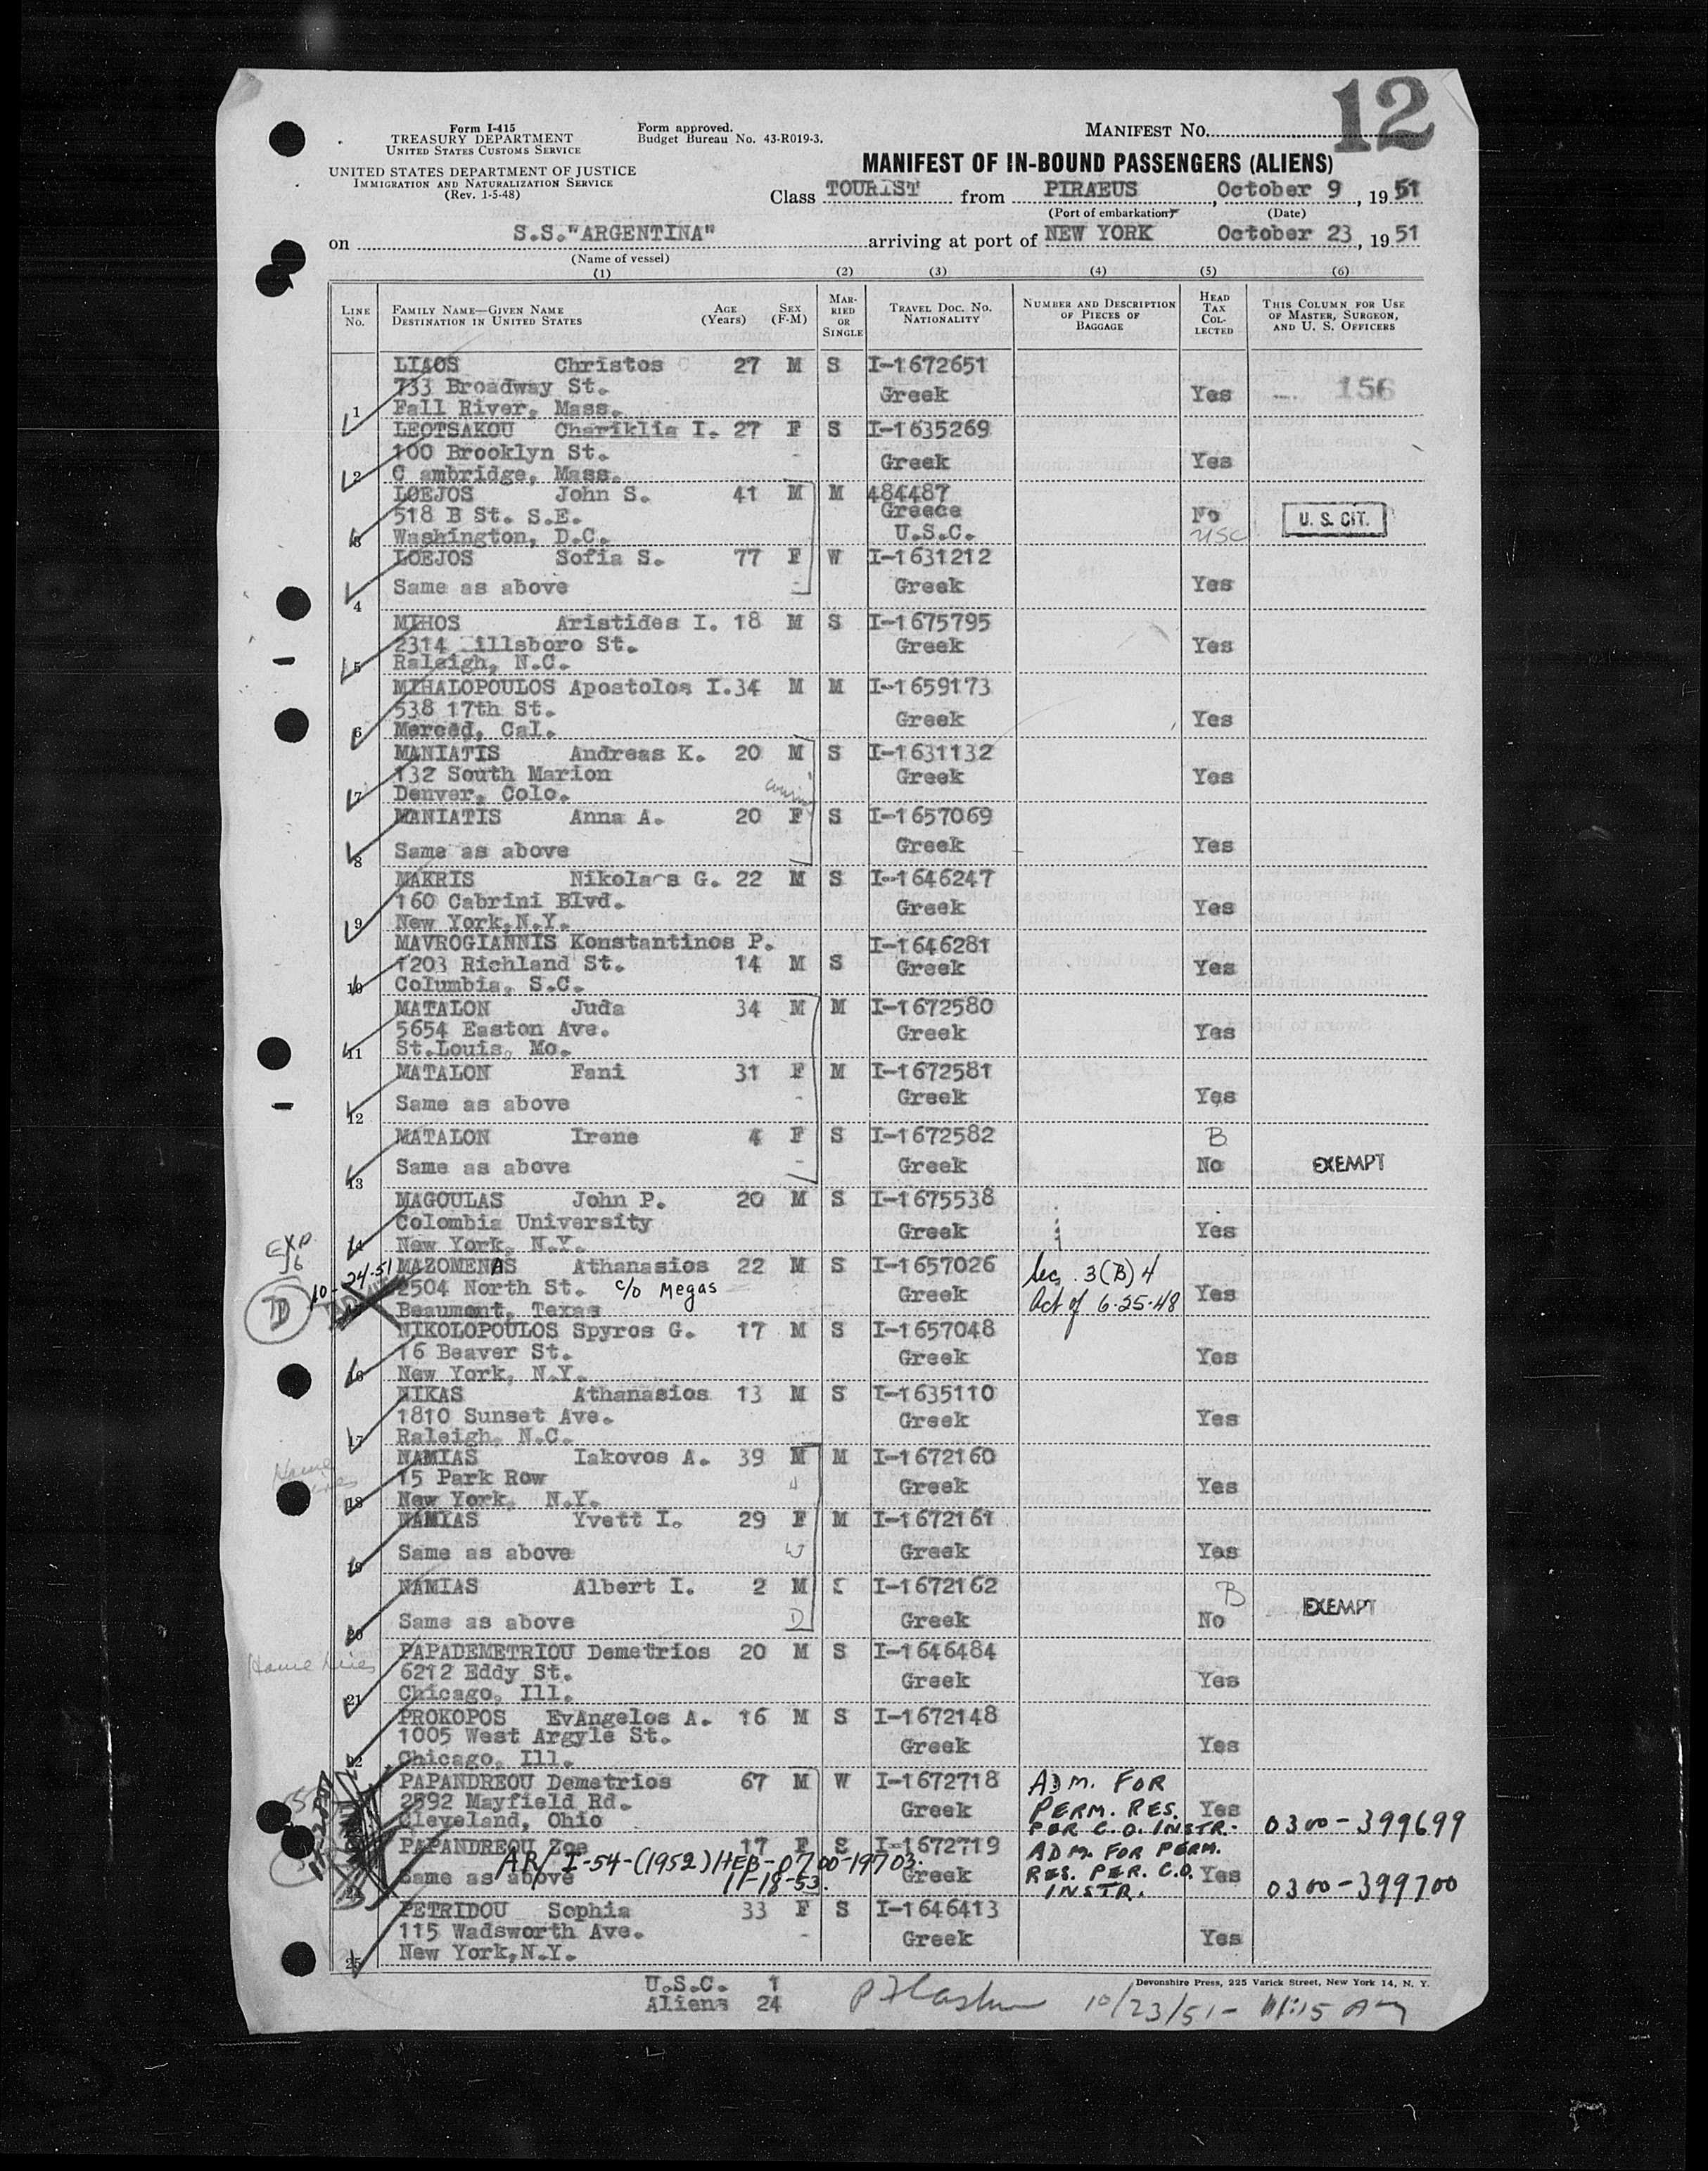 12
Form I-415
TREASURY DEPARTMENT
UNITED STATES CUSTOMS SERVICE
Form approved.
Budget Bureau No. 43-R019-3.
MANIFEST No.
UNITED STATES DEPARTMENT OF JUSTICE
IMMIGRATION AND NATURALIZATION SERVICE
(Rev. 1-5-48)
MANIFEST OF IN-BOUND PASSENGERS (ALIENS)
Class TOURIST from PIRAEUS, October 9, 1951
(Port of embarkation) (Date)
on S.S."ARGENTINA" arriving at port of NEW YORK October 23, 1951
(Name of vessel)
(1) (2) (3) (4) (5) (6)
LINE No. FAMILY NAME—GIVEN NAME DESTINATION IN UNITED STATES AGE (Years) SEX (F-M) MARRIED OR SINGLE TRAVEL DOC. No. NATIONALITY NUMBER AND DESCRIPTION OF PIECES OF BAGGAGE HEAD TAX COLLECTED THIS COLUMN FOR USE OF MASTER, SURGEON, AND U. S. OFFICERS
LIAOS Christos 27 M S I-1672651
733 Broadway St. Greek Yes 156
1 Fall River, Mass.
LEOTSAKOU Chariklia I. 27 F S I-1635269
100 Brooklyn St. Greek Yes
2 C ambridge, Mass.
LOEJOS John S. 41 M M 484487
518 B St. S.E. Greece No U. S. CIT.
3 Washington, D.C. U.S.C. USC
LOEJOS Sofia S. 77 F W I-1631212
Same as above Greek Yes
4
MIHOS Aristides I. 18 M S I-1675795
2314 illsboro St. Greek Yes
5 Raleigh, N.C.
MIHALOPOULOS Apostolos I. 34 M M I-1659173
538 17th St. Greek Yes
6 Merced, Cal.
MANIATIS Andreas K. 20 M S I-1631132
132 South Marion Greek Yes
7 Denver, Colo.
MANIATIS Anna A. 20 F S I-1657069
8 Same as above Greek Yes
MAKRIS Nikolaos G. 22 M S I-1646247
160 Cabrini Blvd. Greek Yes
9 New York,N.Y.
MAVROGIANNIS Konstantinos P. I-1646281
1203 Richland St. 14 M S Greek Yes
10 Columbia, S.C.
MATALON Juda 34 M M I-1672580
5654 Easton Ave. Greek Yes
11 St.Louis, Mo.
MATALON Fani 31 F M I-1672581
Same as above Greek Yes
12
MATALON Irene 4 F S I-1672582 B
Same as above Greek No EXEMPT
13
MAGOULAS John P. 20 M S I-1675538
Colombia University Greek Yes
14 New York, N.Y.
MAZOMENAS Athanasios 22 M S I-1657026 Sec. 3(B)4
10-24-51 2504 North St. c/o Megas Greek Act of 6-25-48 Yes
D Beaumont, Texas
NIKOLOPOULOS Spyros G. 17 M S I-1657048
16 Beaver St. Greek Yes
16 New York, N.Y.
NIKAS Athanasios 13 M S I-1635110
1810 Sunset Ave. Greek Yes
17 Raleigh, N.C.
NAMIAS Iakovos A. 39 M M I-1672160
15 Park Row Greek Yes
18 New York, N.Y.
NAMIAS Yvett I. 29 F M I-1672161
Same as above W Greek Yes
19
NAMIAS Albert I. 2 M S I-1672162 B
Same as above D Greek No EXEMPT
20
PAPADEMETRIOU Demetrios 20 M S I-1646484
6212 Eddy St. Greek Yes
21 Chicago, Ill.
PROKOPOS EvAngelos A. 16 M S I-1672148
1005 West Argyle St. Greek Yes
22 Chicago, Ill.
PAPANDREOU Demetrios 67 M W I-1672718 ADM. FOR
2592 Mayfield Rd. Greek PERM. RES. Yes
Cleveland, Ohio PER C.O. INSTR. 0300-399699
PAPANDREOU Zoe 17 F S I-1672719 ADM. FOR PERM.
AR/ I-54-(1952) HEB-0700-19703.
Same as above 11-18-53. Greek RES. PER. C.O. INSTR. Yes 0300-399700
PETRIDOU Sophia 33 F S I-1646413
115 Wadsworth Ave. Greek Yes
25 New York,N.Y.
U.S.C. 1
Aliens 24
10/23/51 - 11:15 AM
Devonshire Press, 225 Varick Street, New York 14, N. Y.